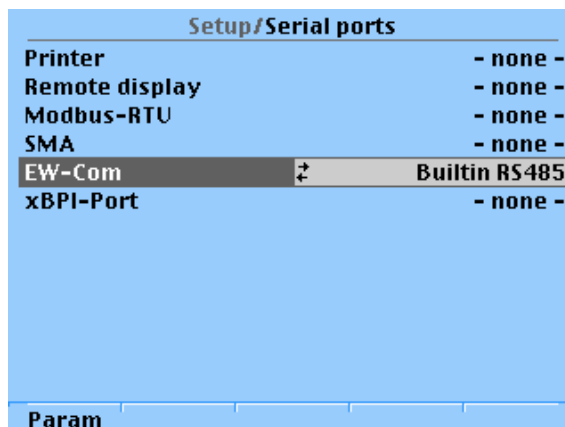 Setup/Serial ports
Printer - none -
Remote display - none -
Modbus-RTU - none -
SMA - none -
EW-Com Builtin RS485
xBPI-Port - none -
Param